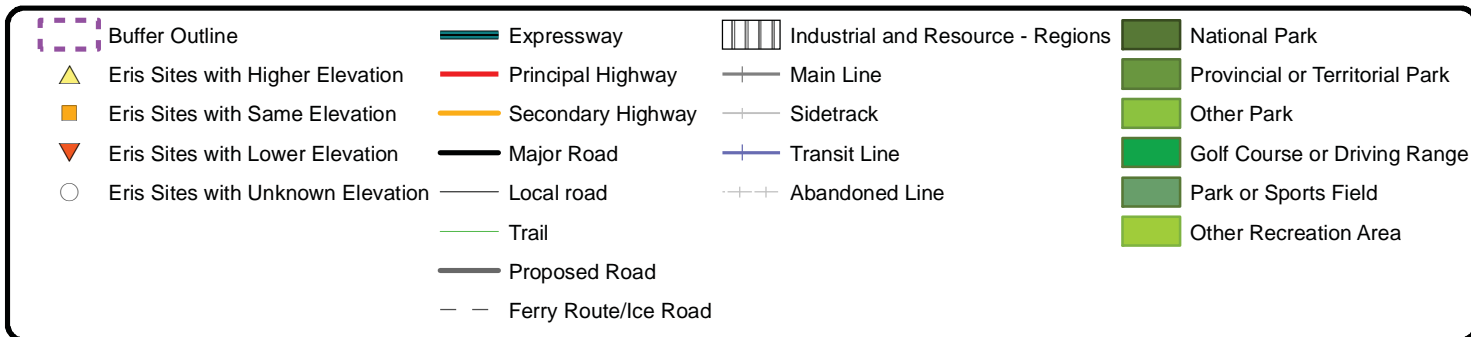 Buffer Outline
Eris Sites with Higher Elevation
Eris Sites with Same Elevation
Eris Sites with Lower Elevation
Eris Sites with Unknown Elevation
Expressway
Principal Highway
Secondary Highway
Major Road
Local road
Trail
Proposed Road
Ferry Route/Ice Road
Industrial and Resource - Regions
Main Line
Sidetrack
Transit Line
Abandoned Line
National Park
Provincial or Territorial Park
Other Park
Golf Course or Driving Range
Park or Sports Field
Other Recreation Area